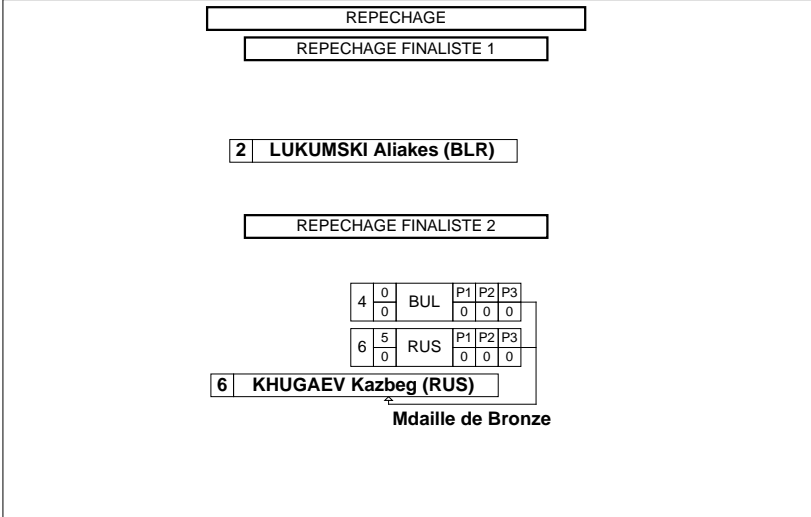 REPECHAGE
REPECHAGE FINALISTE 1
2 LUKUMSKI Aliakes (BLR)
REPECHAGE FINALISTE 2
4 0 BUL P1 P2 P3
0 0 0 0
6 5 RUS P1 P2 P3
0 0 0 0
6 KHUGAEV Kazbeg (RUS)
Mdaille de Bronze